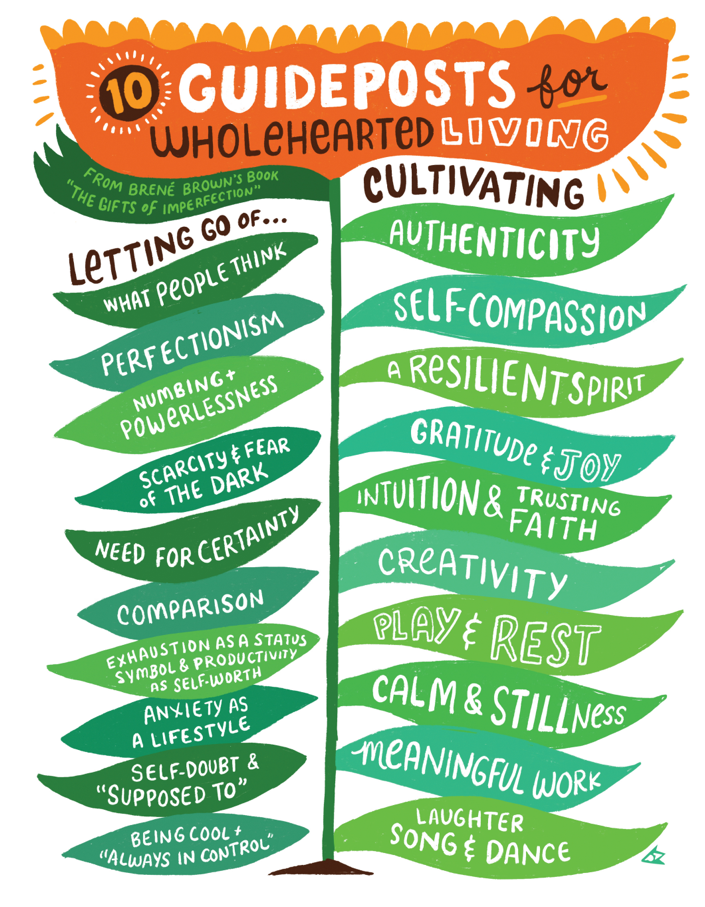 10 GUIDEPOSTS for
WHOLEHEARTED LIVING
FROM BRENÉ BROWN'S BOOK
"THE GIFTS of IMPERFECTION"
LETTING GO OF...
WHAT PEOPLE THINK
PERFECTIONISM
NUMBING +
POWERLESSNESS
SCARCITY & FEAR
of THE DARK
NEED FOR CERTAINTY
COMPARISON
EXHAUSTION AS A STATUS
SYMBOL & PRODUCTIVITY
AS SELF-WORTH
ANXIETY AS
A LIFESTYLE
SELF-DOUBT &
"SUPPOSED TO"
BEING COOL +
"ALWAYS IN CONTROL"
CULTIVATING
AUTHENTICITY
SELF-COMPASSION
A RESILIENT SPIRIT
GRATITUDE & JOY
INTUITION & TRUSTING
FAITH
CREATIVITY
PLAY & REST
CALM & STILLNESS
MEANINGFUL WORK
LAUGHTER
SONG & DANCE